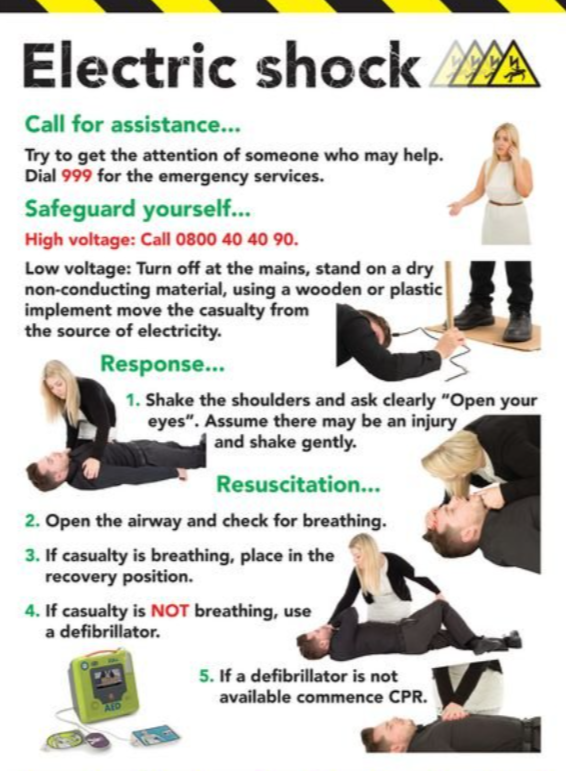 Electric shock
Call for assistance...
Try to get the attention of someone who may help.
Dial 999 for the emergency services.
Safeguard yourself...
High voltage: Call 0800 40 40 90.
Low voltage: Turn off at the mains, stand on a dry
non-conducting material, using a wooden or plastic
implement move the casualty from
the source of electricity.
Response...
1. Shake the shoulders and ask clearly "Open your
eyes". Assume there may be an injury
and shake gently.
Resuscitation...
2. Open the airway and check for breathing.
3. If casualty is breathing, place in the
recovery position.
4. If casualty is NOT breathing, use
a defibrillator.
AED
5. If a defibrillator is not
available commence CPR.